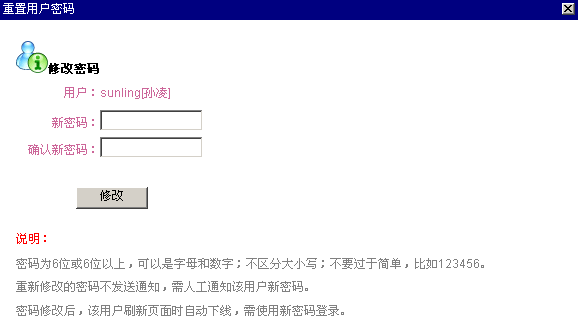 重置用户密码
修改密码
用户：sunling[孙凌]
新密码：
确认新密码：
修改
说明：
密码为6位或6位以上，可以是字母和数字；不区分大小写；不要过于简单，比如123456。
重新修改的密码不发送通知，需人工通知该用户新密码。
密码修改后，该用户刷新页面时自动下线，需使用新密码登录。